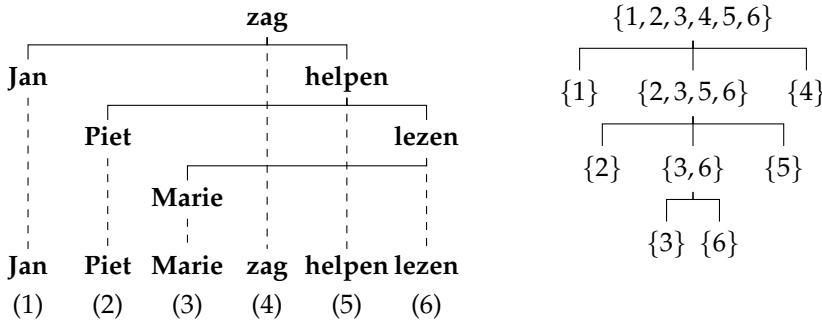 zag
Jan helpen
Piet lezen
Marie
Jan Piet Marie zag helpen lezen
(1) (2) (3) (4) (5) (6)
{1, 2, 3, 4, 5, 6}
{1} {2, 3, 5, 6} {4}
{2} {3, 6} {5}
{3} {6}